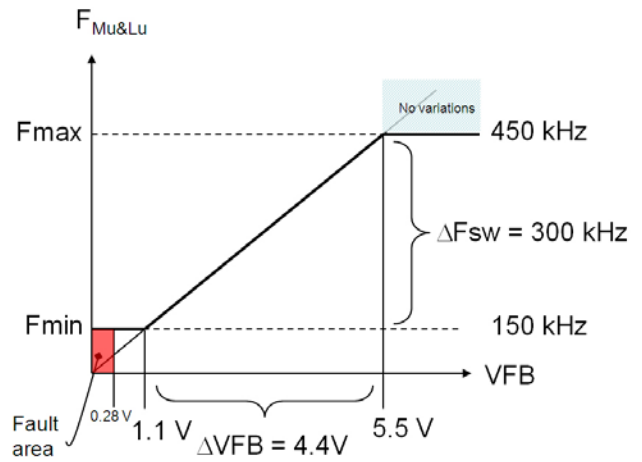 F Mu&Lu
No variations
Fmax
450 kHz
ΔFsw = 300 kHz
Fmin
150 kHz
VFB
Fault
area
0.28 V
1.1 V
ΔVFB = 4.4V
5.5 V